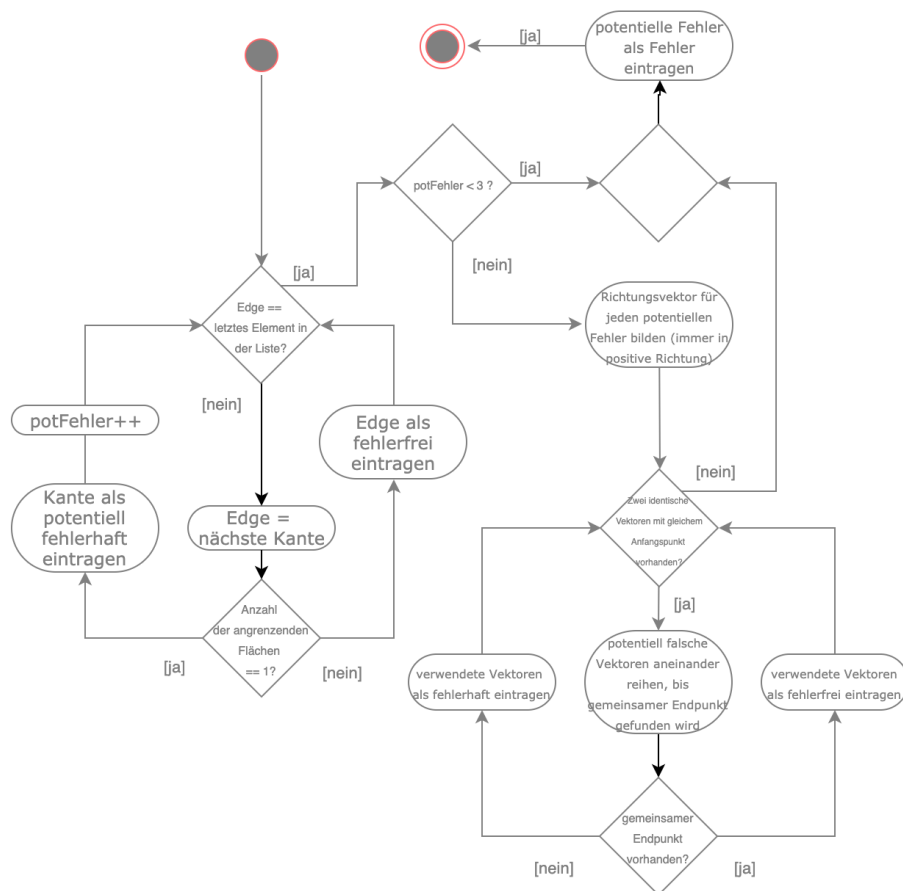 [ja]
potentielle Fehler
als Fehler
eintragen
potFehler < 3 ?
[ja]
[nein]
[ja]
Edge ==
letztes Element in
der Liste?
[nein]
Richtungsvektor für
jeden potentiellen
Fehler bilden (immer in
positive Richtung)
potFehler++
Edge als
fehlerfrei
eintragen
Kante als
potentiell
fehlerhaft
eintragen
Edge =
nächste Kante
Anzahl
der angrenzenden
Flächen
== 1?
[ja]
[nein]
[nein]
Zwei identische
Vektoren mit gleichem
Anfangspunkt
vorhanden?
[ja]
potentiell falsche
Vektoren aneinander
reihen, bis
gemeinsamer Endpunkt
gefunden wird
verwendete Vektoren
als fehlerhaft eintragen
verwendete Vektoren
als fehlerfrei eintragen
gemeinsamer
Endpunkt
vorhanden?
[nein]
[ja]